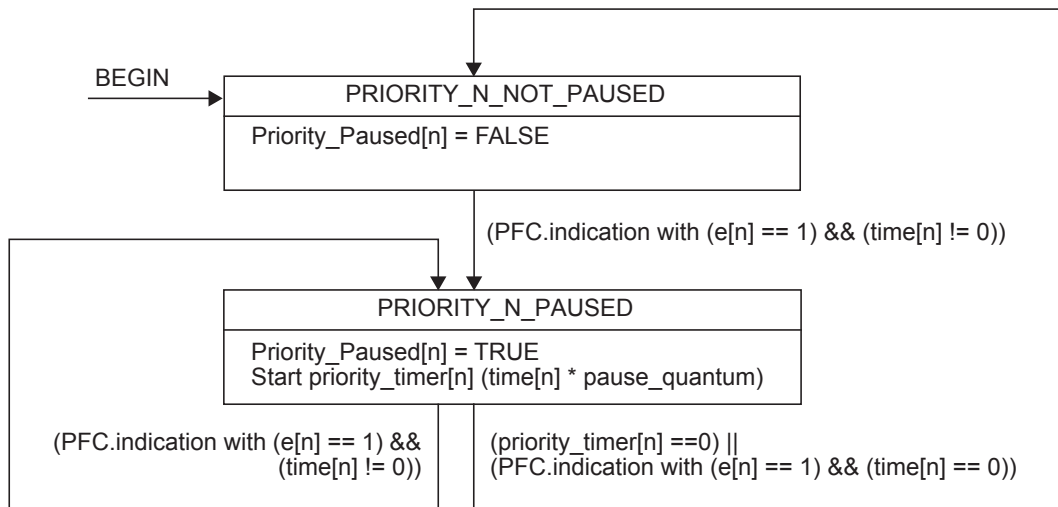 BEGIN
PRIORITY_N_NOT_PAUSED
Priority_Paused[n] = FALSE
(PFC.indication with (e[n] == 1) && (time[n] != 0))
PRIORITY_N_PAUSED
Priority_Paused[n] = TRUE
Start priority_timer[n] (time[n] * pause_quantum)
(PFC.indication with (e[n] == 1) &&
(time[n] != 0))
(priority_timer[n] ==0) ||
(PFC.indication with (e[n] == 1) && (time[n] == 0))